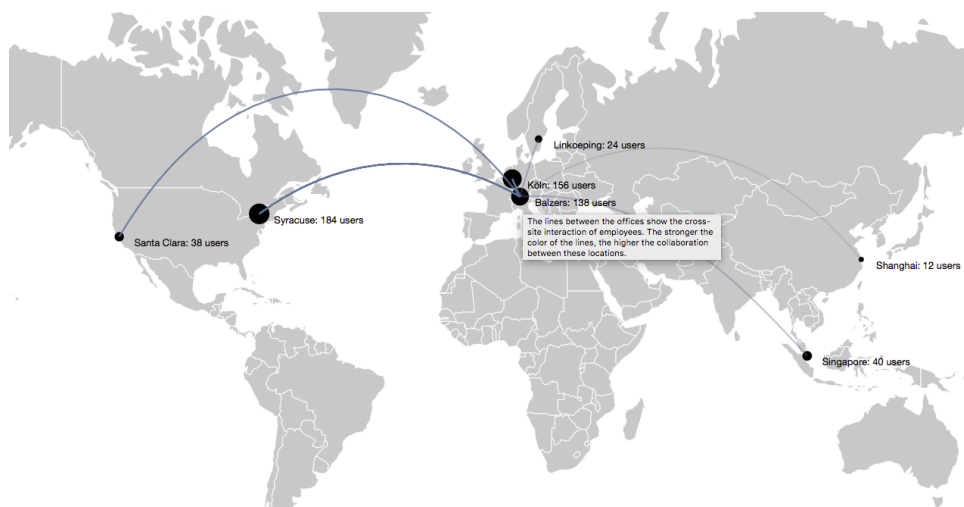 Linkoeping: 24 users
Köln: 156 users
Balzers: 138 users
Syracuse: 184 users
The lines between the offices show the cross-
site interaction of employees. The stronger the
color of the lines, the higher the collaboration
between these locations.
Santa Clara: 38 users
Shanghai: 12 users
Singapore: 40 users